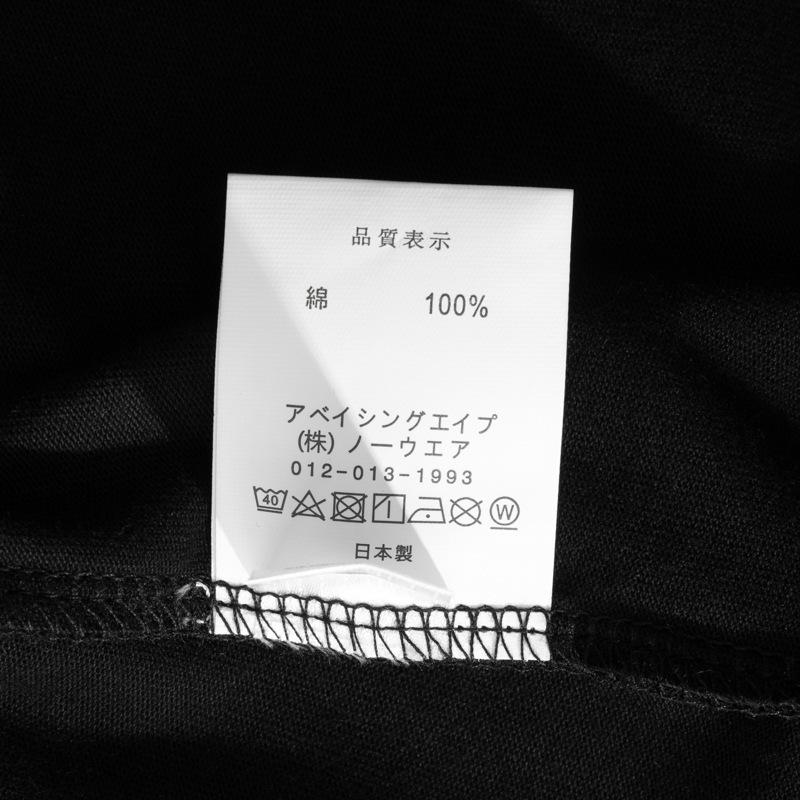 品質表示
綿 100%
アベイシングエイプ
(株) ノーウエア
012-013-1993
40 W
日本製